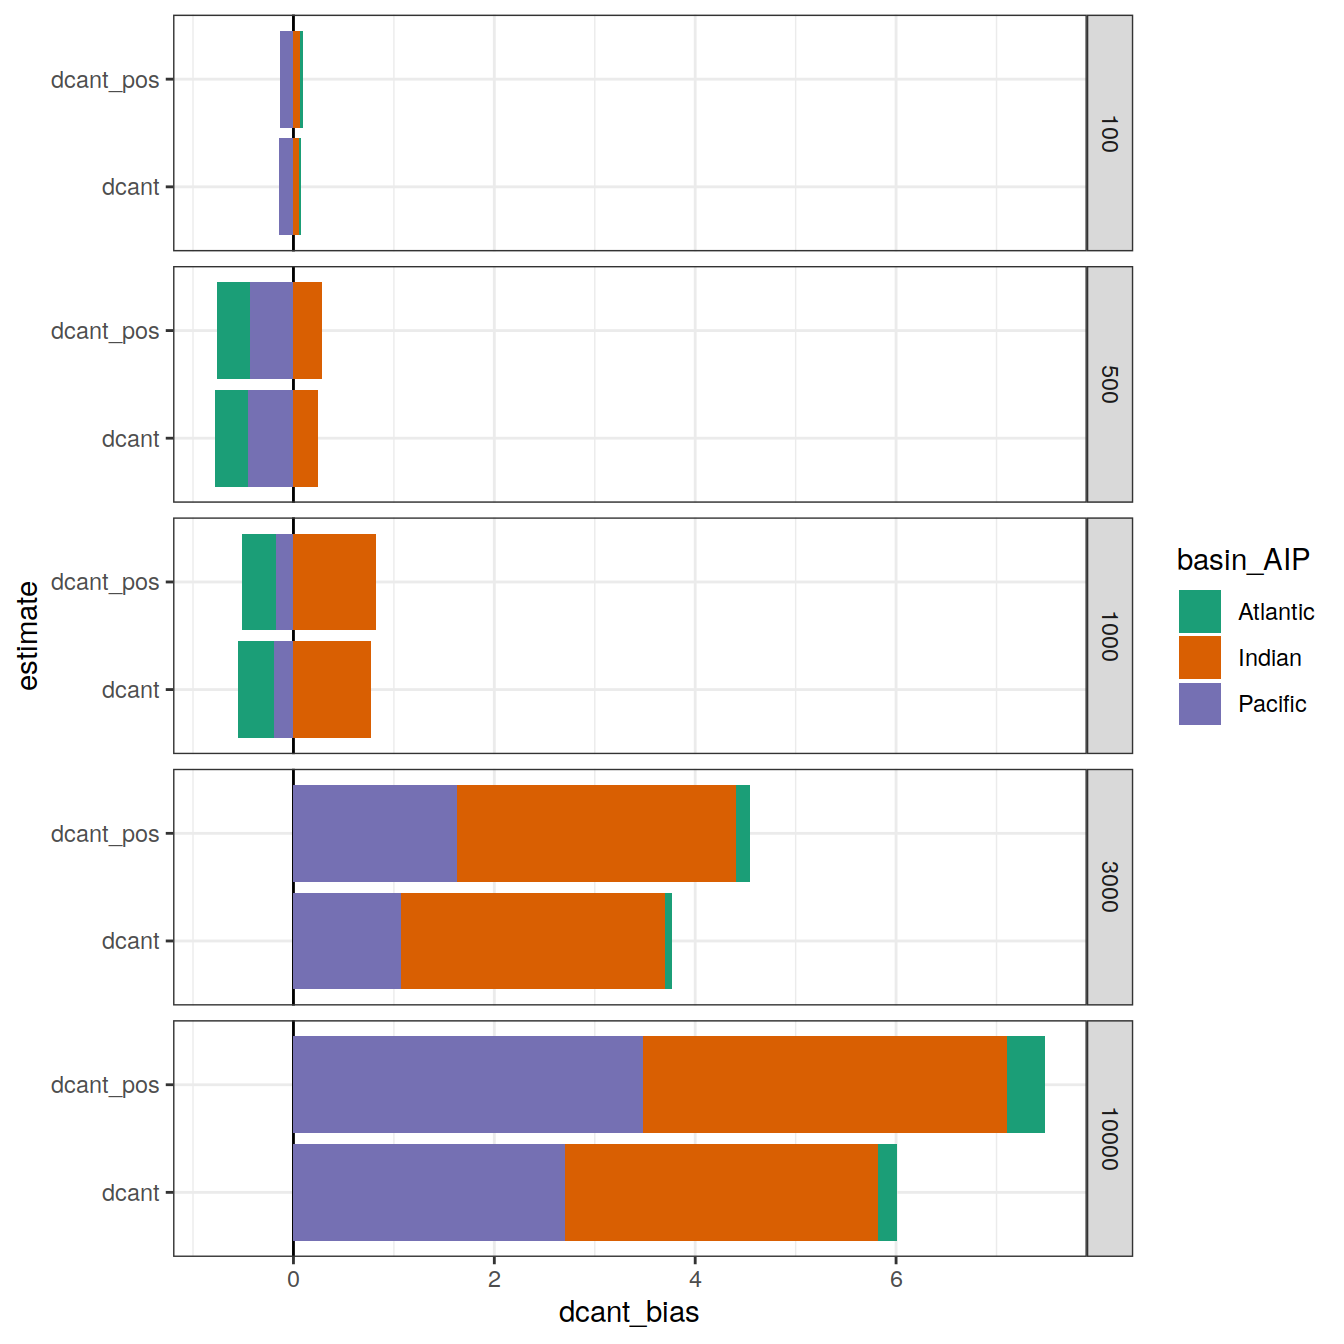 dcant_pos
dcant
100
dcant_pos
dcant
500
dcant_pos
dcant
1000
dcant_pos
dcant
3000
dcant_pos
dcant
10000
0 2 4 6
dcant_bias
estimate
basin_AIP
Atlantic
Indian
Pacific